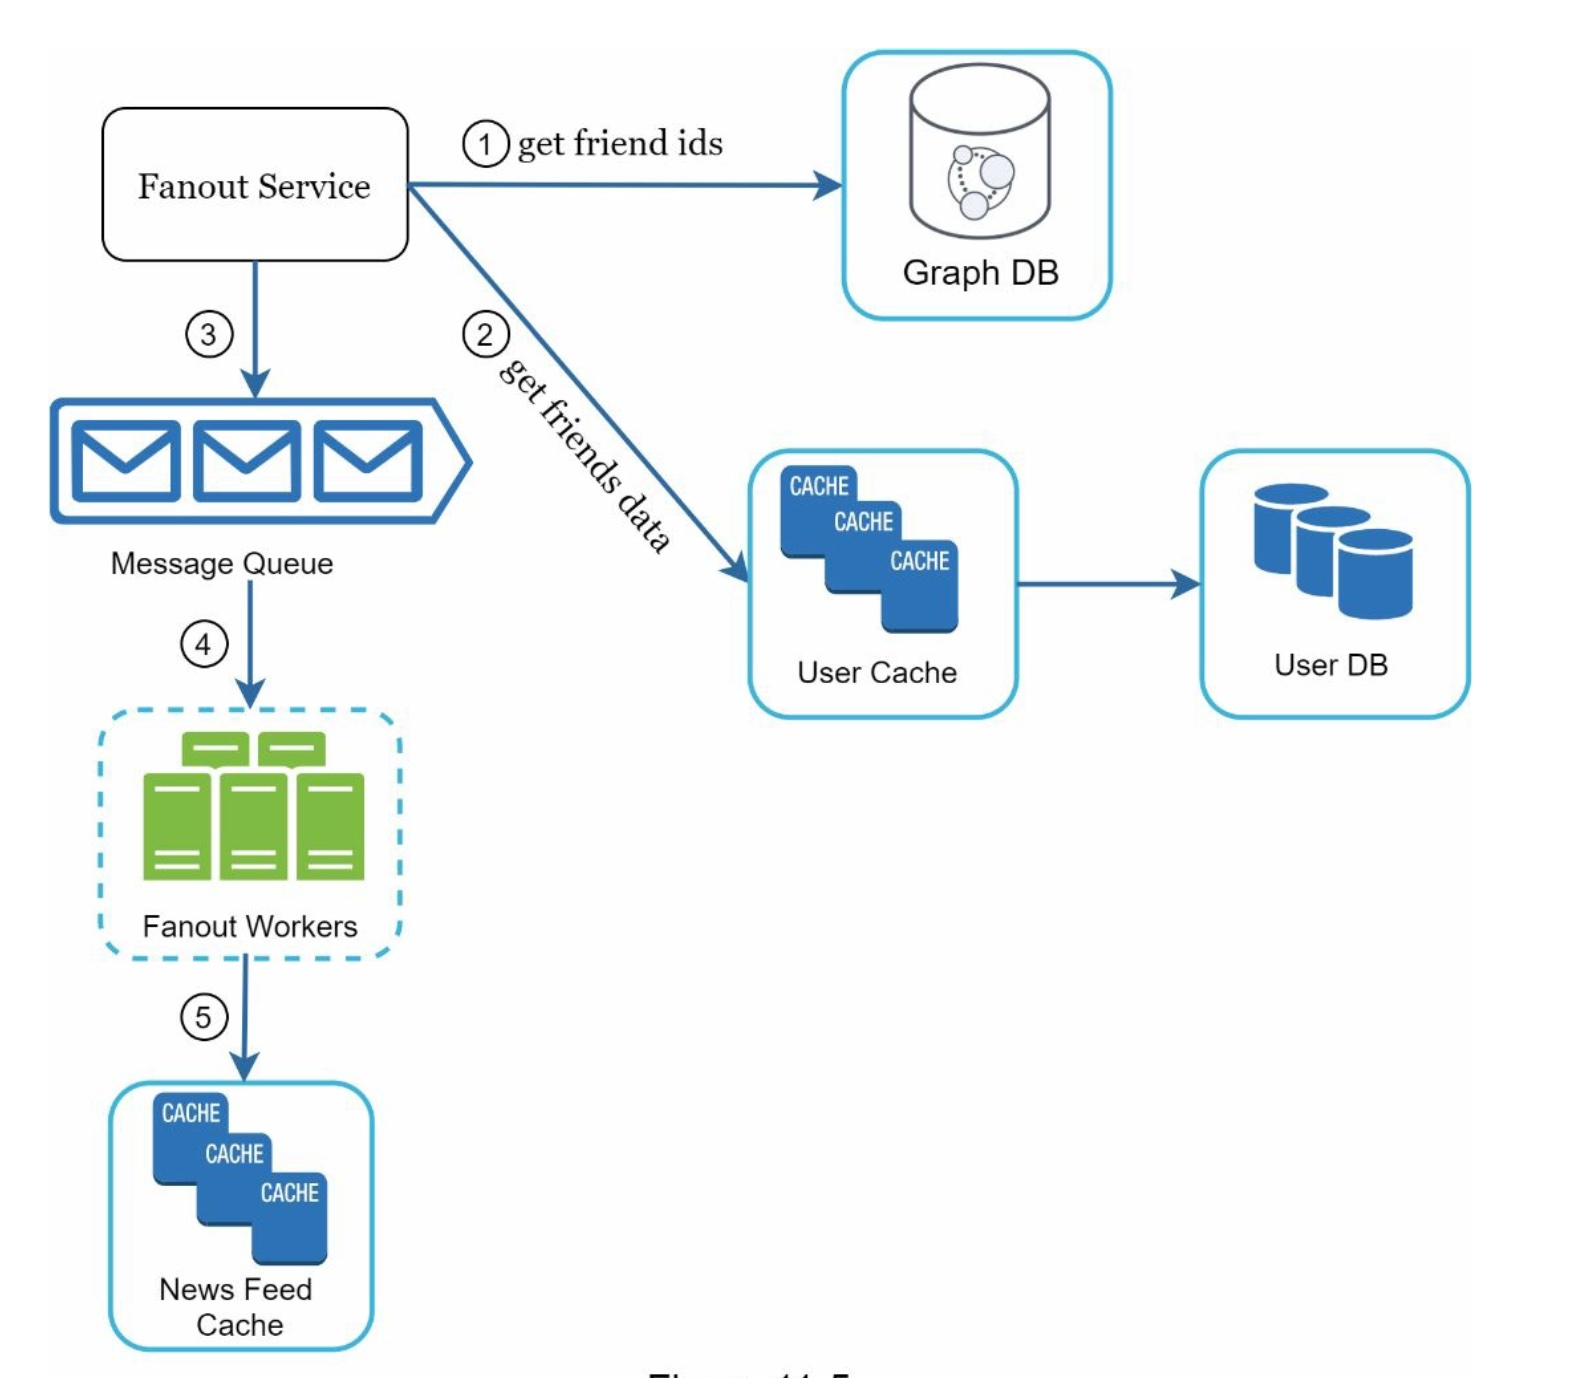 Fanout Service
1 get friend ids
Graph DB
2 get friends data
3
Message Queue
CACHE
CACHE
CACHE
User Cache
User DB
4
Fanout Workers
5
CACHE
CACHE
CACHE
News Feed
Cache